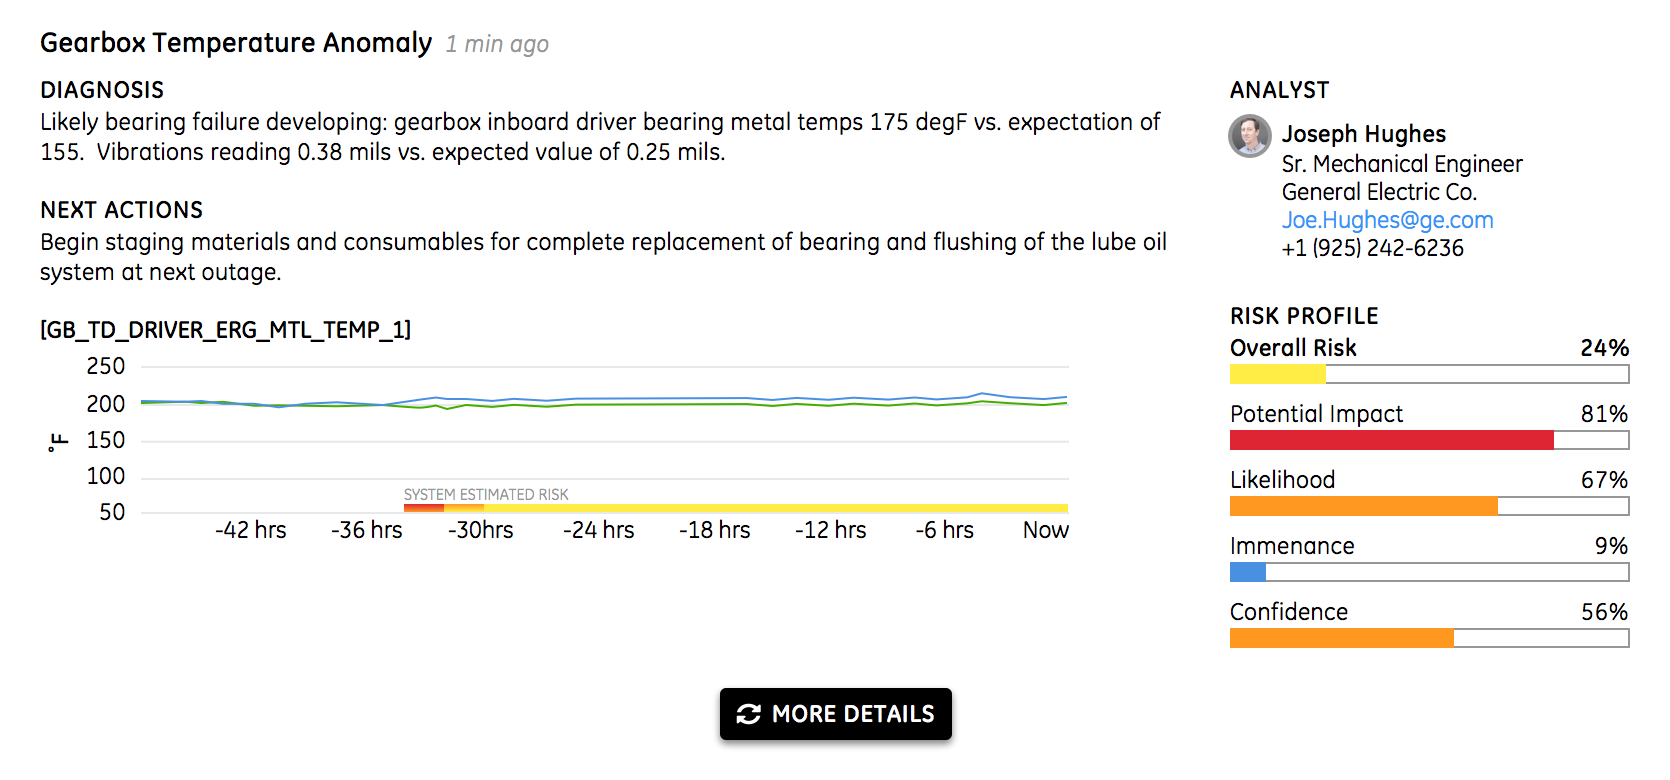 Gearbox Temperature Anomaly 1 min ago
DIAGNOSIS
Likely bearing failure developing: gearbox inboard driver bearing metal temps 175 degF vs. expectation of
155.  Vibrations reading 0.38 mils vs. expected value of 0.25 mils.
NEXT ACTIONS
Begin staging materials and consumables for complete replacement of bearing and flushing of the lube oil
system at next outage.
[GB_TD_DRIVER_ERG_MTL_TEMP_1]
250
200
150
100
50
°F
SYSTEM ESTIMATED RISK
-42 hrs -36 hrs -30hrs -24 hrs -18 hrs -12 hrs -6 hrs Now
ANALYST
Joseph Hughes
Sr. Mechanical Engineer
General Electric Co.
Joe.Hughes@ge.com
+1 (925) 242-6236
RISK PROFILE
Overall Risk 24%
Potential Impact 81%
Likelihood 67%
Immenance 9%
Confidence 56%
MORE DETAILS